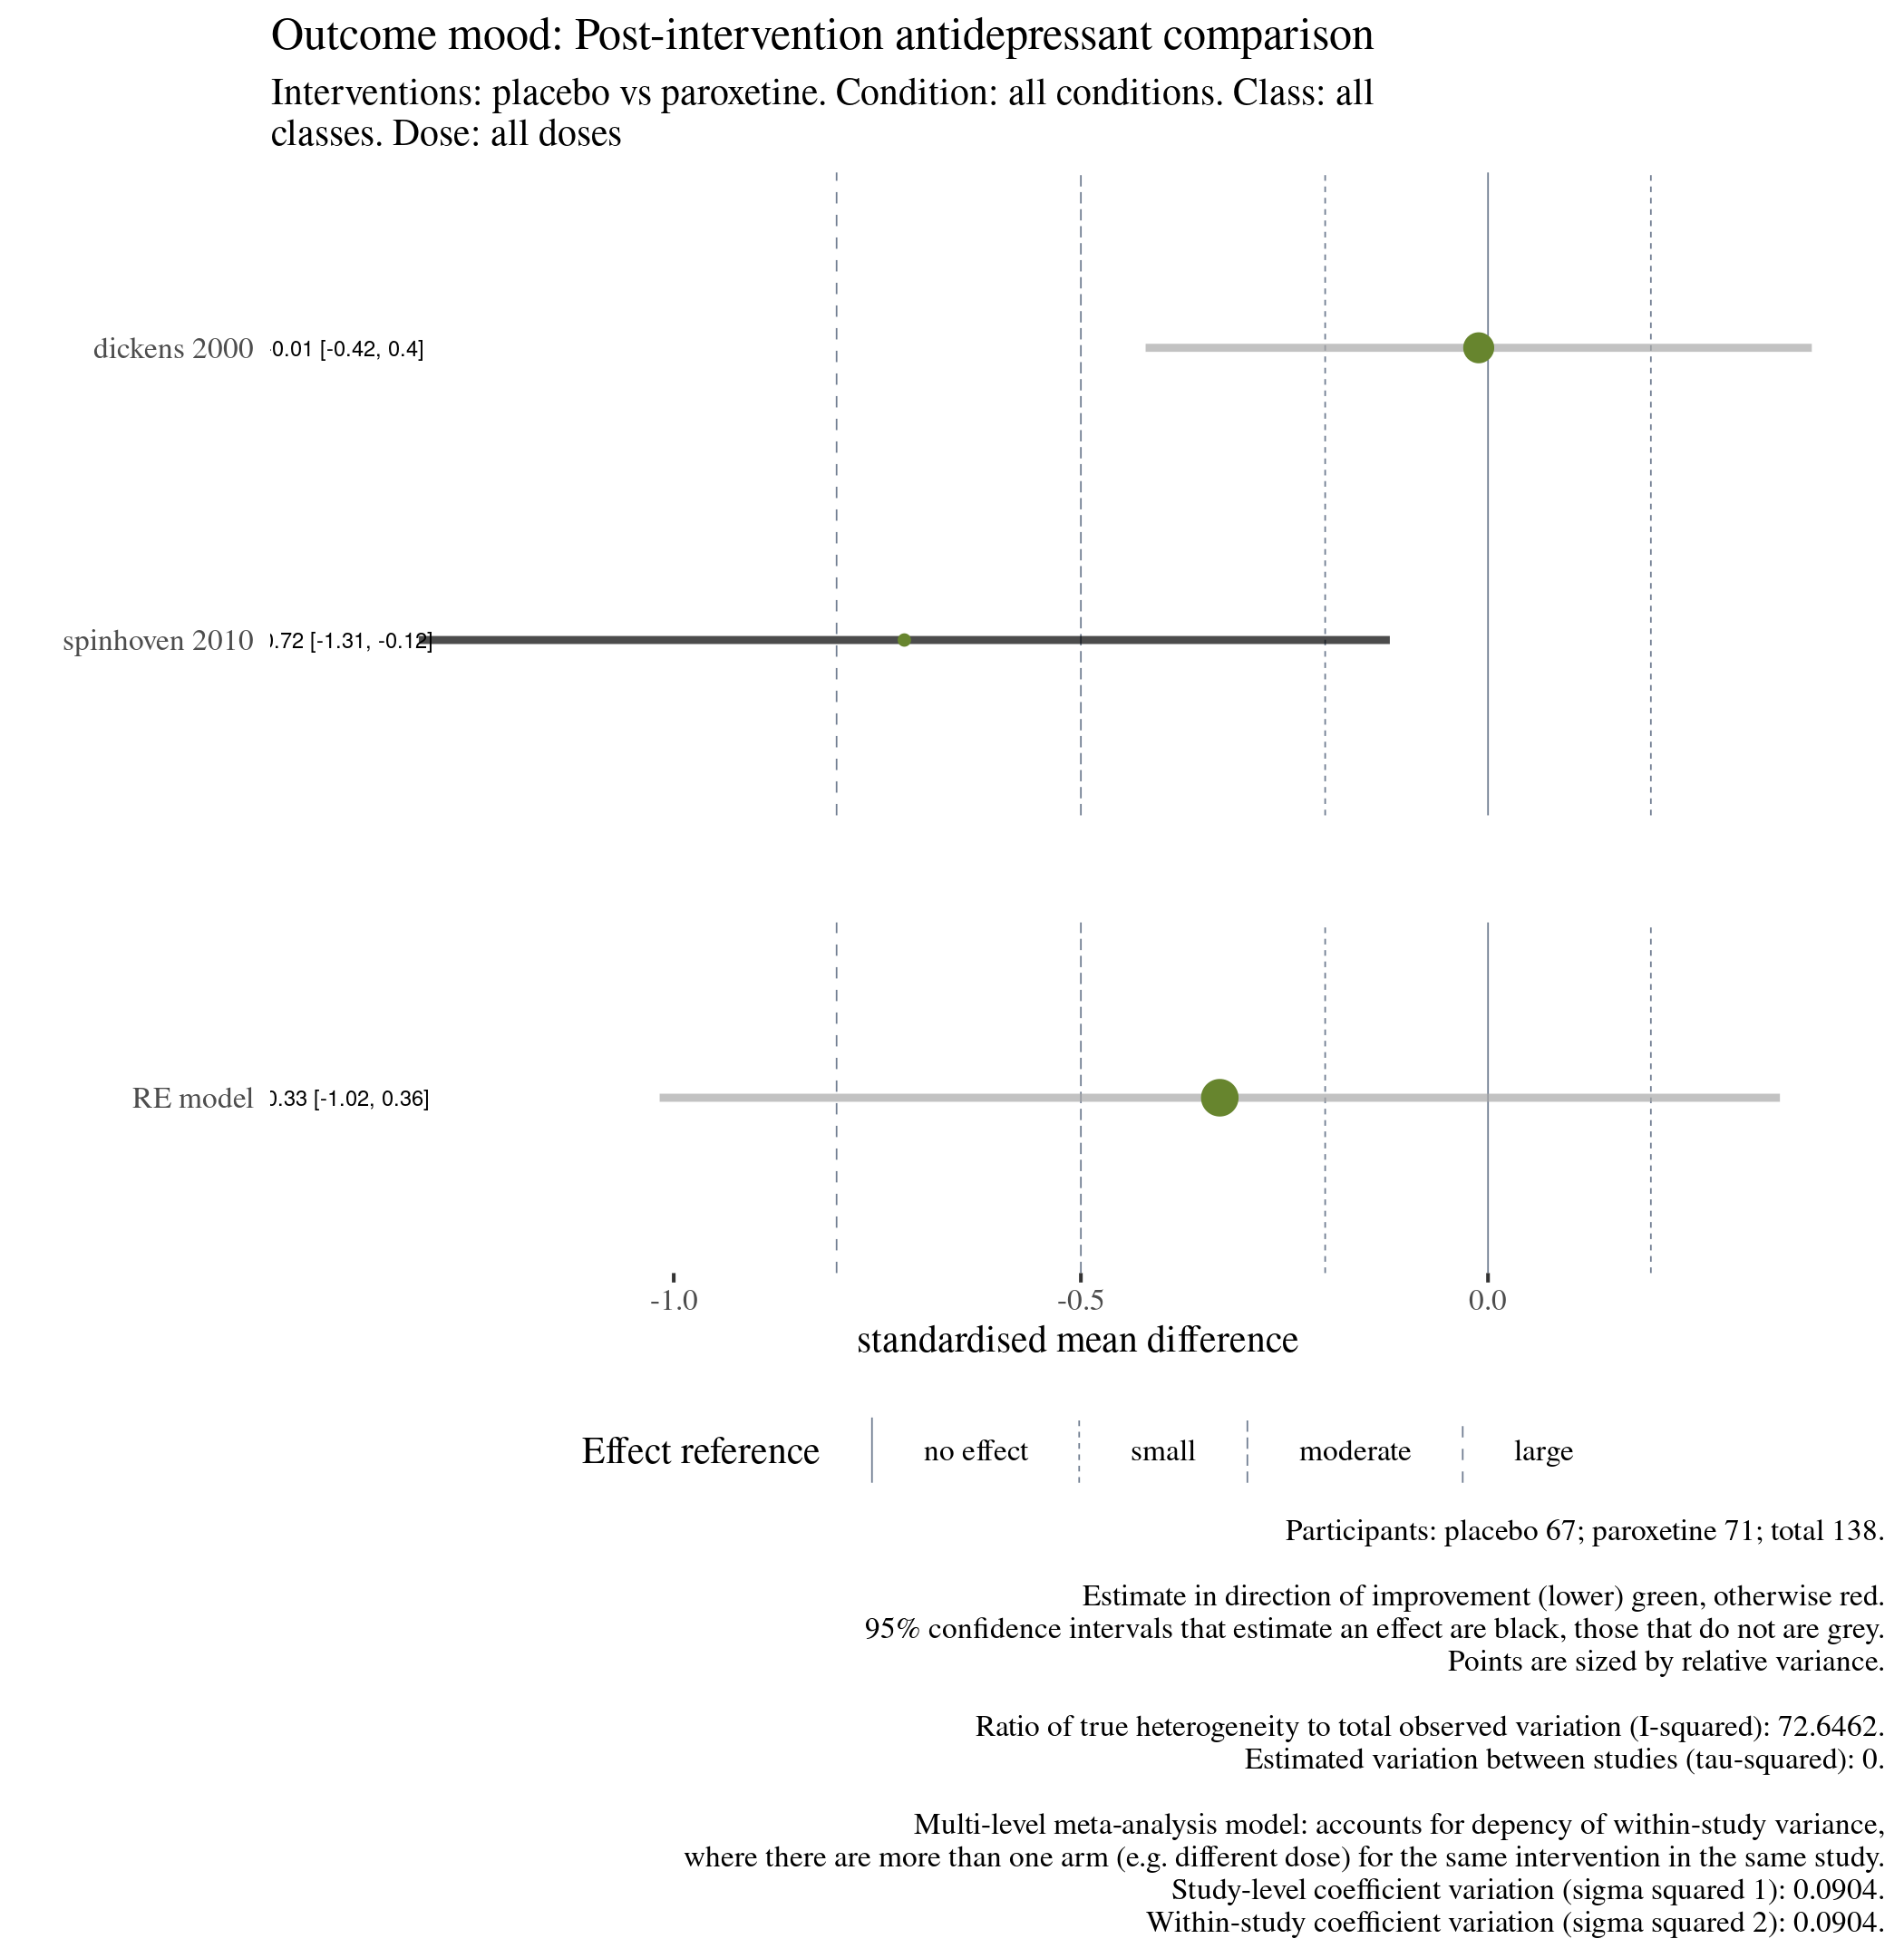 Outcome mood: Post-intervention antidepressant comparison
Interventions: placebo vs paroxetine. Condition: all conditions. Class: all
classes. Dose: all doses
dickens 2000 -0.01 [-0.42, 0.4]
spinhoven 2010 0.72 [-1.31, -0.12]
RE model 0.33 [-1.02, 0.36]
-1.0 -0.5 0.0
standardised mean difference
Effect reference no effect small moderate large
Participants: placebo 67; paroxetine 71; total 138.
Estimate in direction of improvement (lower) green, otherwise red.
95% confidence intervals that estimate an effect are black, those that do not are grey.
Points are sized by relative variance.
Ratio of true heterogeneity to total observed variation (I-squared): 72.6462.
Estimated variation between studies (tau-squared): 0.
Multi-level meta-analysis model: accounts for depency of within-study variance,
where there are more than one arm (e.g. different dose) for the same intervention in the same study.
Study-level coefficient variation (sigma squared 1): 0.0904.
Within-study coefficient variation (sigma squared 2): 0.0904.